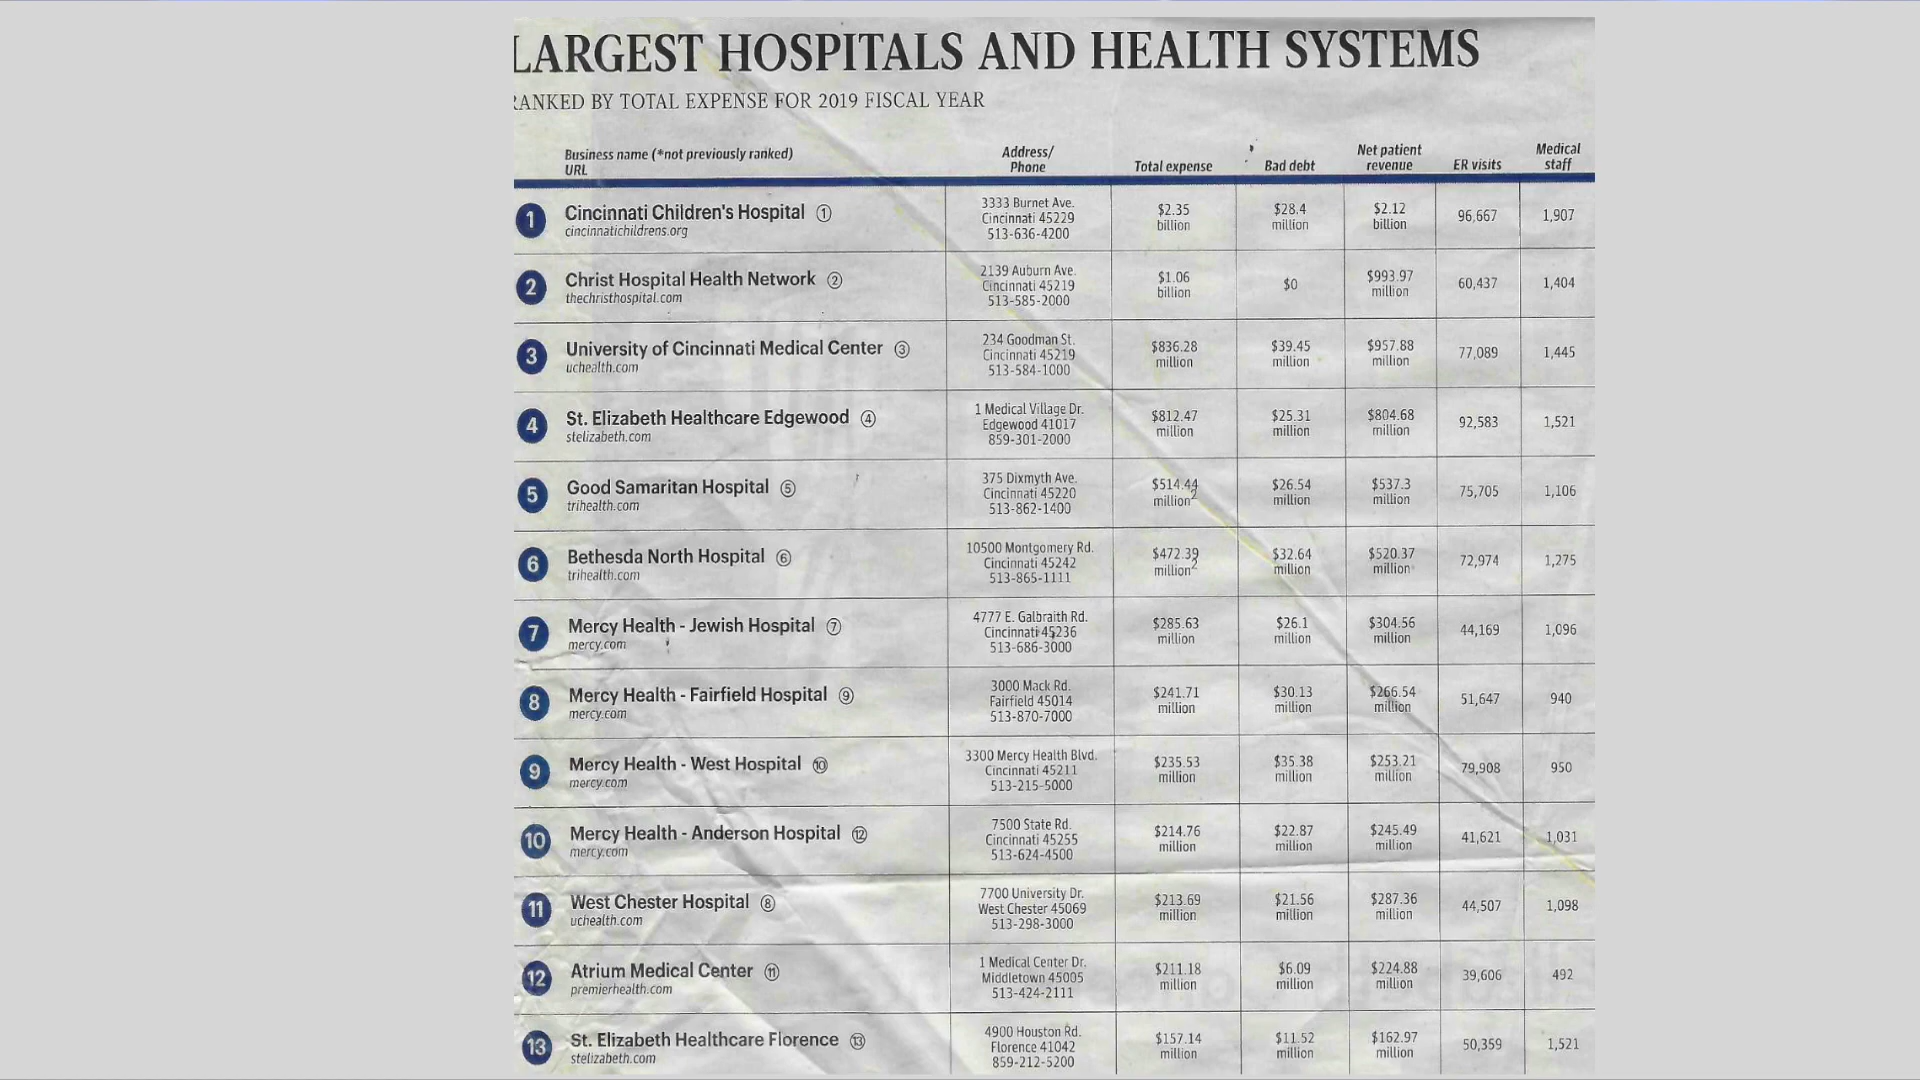 LARGEST HOSPITALS AND HEALTH SYSTEMS
RANKED BY TOTAL EXPENSE FOR 2019 FISCAL YEAR
Business name (*not previously ranked)
URL
Address/
Phone
Total expense
Bad debt
Net patient
revenue
ER visits
Medical
staff
1
Cincinnati Children's Hospital ①
cincinnatichildrens.org
3333 Burnet Ave.
Cincinnati 45229
513-636-4200
$2.35
billion
$28.4
million
$2.12
billion
96,667
1,907
2
Christ Hospital Health Network ②
thechristhospital.com
2139 Auburn Ave.
Cincinnati 45219
513-585-2000
$1.06
billion
$0
$993.97
million
60,437
1,404
3
University of Cincinnati Medical Center ③
uchealth.com
234 Goodman St.
Cincinnati 45219
513-584-1000
$836.28
million
$39.45
million
$957.88
million
77,089
1,445
4
St. Elizabeth Healthcare Edgewood ④
stelizabeth.com
1 Medical Village Dr.
Edgewood 41017
859-301-2000
$812.47
million
$25.31
million
$804.68
million
92,583
1,521
5
Good Samaritan Hospital ⑤
trihealth.com
375 Dixmyth Ave.
Cincinnati 45220
513-862-1400
$514.44
million²
$26.54
million
$537.3
million
75,705
1,106
6
Bethesda North Hospital ⑥
trihealth.com
10500 Montgomery Rd.
Cincinnati 45242
513-865-1111
$472.39
million²
$32.64
million
$520.37
million
72,974
1,275
7
Mercy Health - Jewish Hospital ⑦
mercy.com
4777 E. Galbraith Rd.
Cincinnati 45236
513-686-3000
$285.63
million
$26.1
million
$304.56
million
44,169
1,096
8
Mercy Health - Fairfield Hospital ⑨
mercy.com
3000 Mack Rd.
Fairfield 45014
513-870-7000
$241.71
million
$30.13
million
$266.54
million
51,647
940
9
Mercy Health - West Hospital ⑩
mercy.com
3300 Mercy Health Blvd.
Cincinnati 45211
513-215-5000
$235.53
million
$35.38
million
$253.21
million
79,908
950
10
Mercy Health - Anderson Hospital ⑫
mercy.com
7500 State Rd.
Cincinnati 45255
513-624-4500
$214.76
million
$22.87
million
$245.49
million
41,621
1,031
11
West Chester Hospital ⑧
uchealth.com
7700 University Dr.
West Chester 45069
513-298-3000
$213.69
million
$21.56
million
$287.36
million
44,507
1,098
12
Atrium Medical Center ⑪
premierhealth.com
1 Medical Center Dr.
Middletown 45005
513-424-2111
$211.18
million
$6.09
million
$224.88
million
39,606
492
13
St. Elizabeth Healthcare Florence ⑬
stelizabeth.com
4900 Houston Rd.
Florence 41042
859-212-5200
$157.14
million
$11.52
million
$162.97
million
50,359
1,521